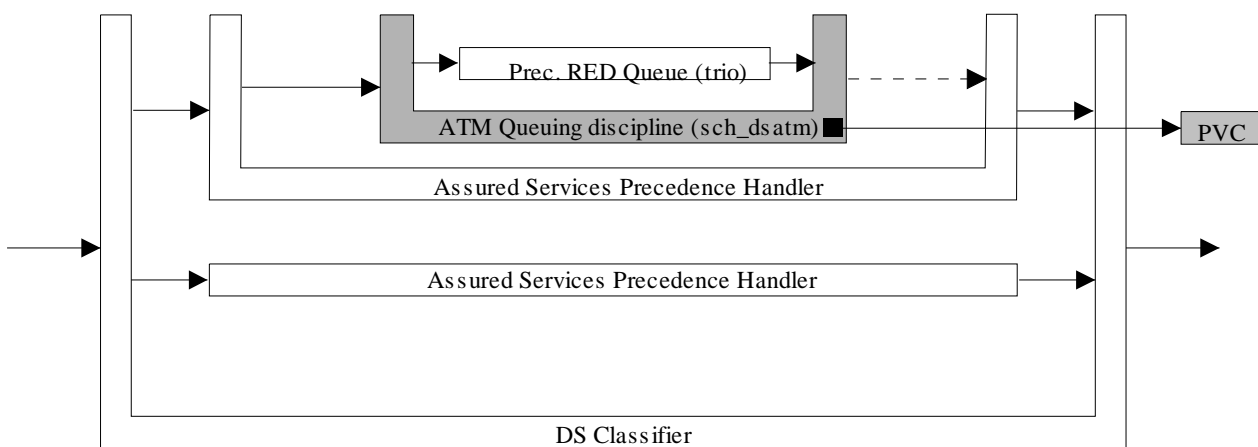 Prec. RED Queue (trio)
ATM Queuing discipline (sch_dsatm)
PVC
Assured Services Precedence Handler
Assured Services Precedence Handler
DS Classifier